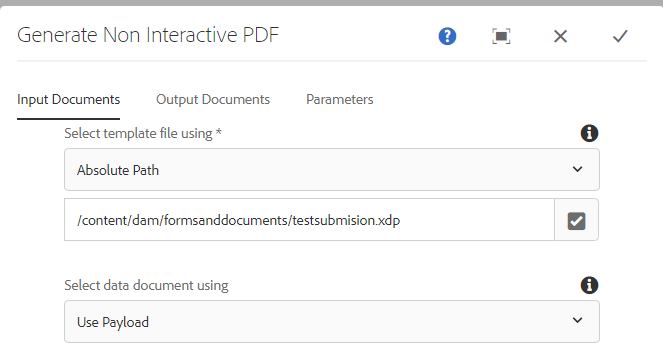 Generate Non Interactive PDF
Input Documents Output Documents Parameters
Select template file using *
Absolute Path
/content/dam/formsanddocuments/testsubmision.xdp
Select data document using
Use Payload